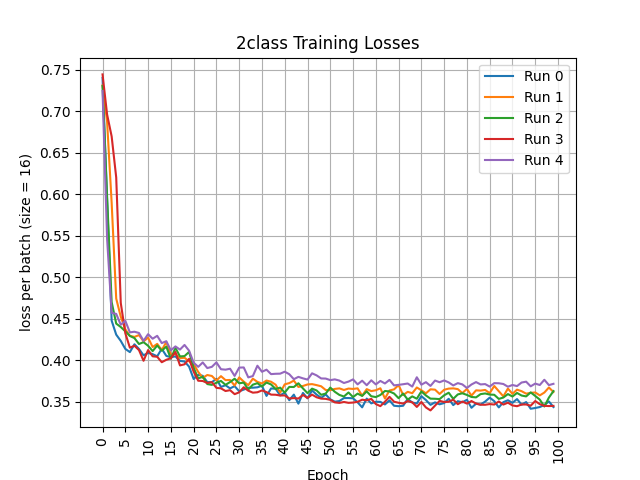 2class Training Losses
loss per batch (size = 16)
0.75
0.70
0.65
0.60
0.55
0.50
0.45
0.40
0.35
Run 0
Run 1
Run 2
Run 3
Run 4
0 5 10 15 20 25 30 35 40 45 50 55 60 65 70 75 80 85 90 95 100
Epoch